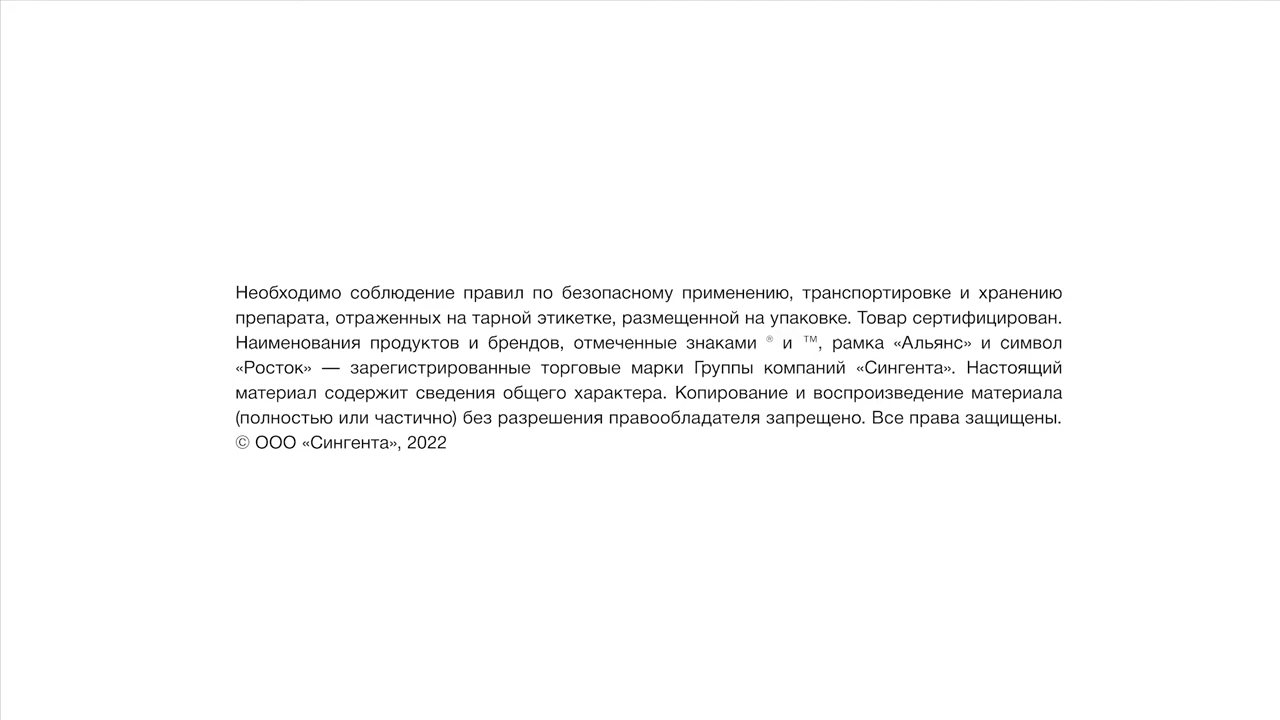 Необходимо соблюдение правил по безопасному применению, транспортировке и хранению
препарата, отраженных на тарной этикетке, размещенной на упаковке. Товар сертифицирован.
Наименования продуктов и брендов, отмеченные знаками ® и ™, рамка «Альянс» и символ
«Росток» — зарегистрированные торговые марки Группы компаний «Сингента». Настоящий
материал содержит сведения общего характера. Копирование и воспроизведение материала
(полностью или частично) без разрешения правообладателя запрещено. Все права защищены.
© ООО «Сингента», 2022